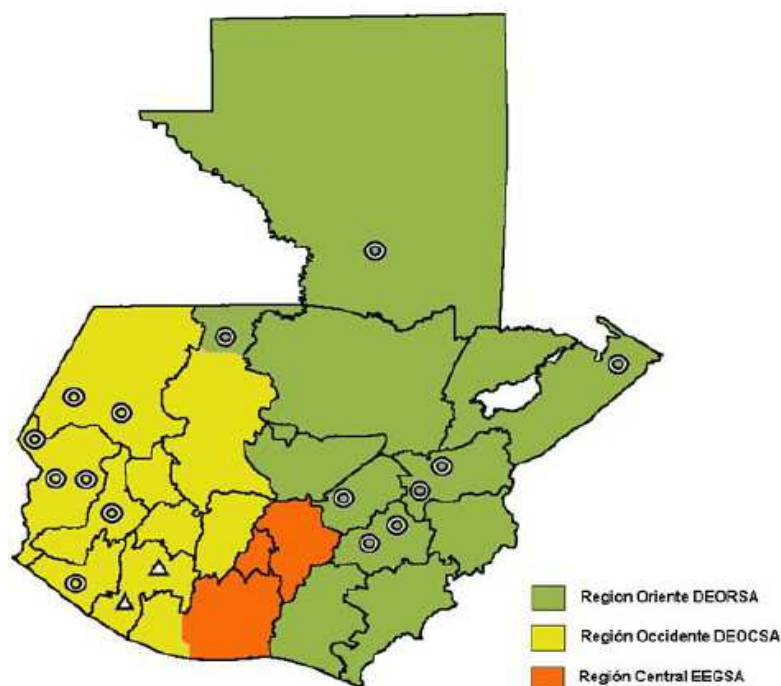 Region Oriente DEORSA
Región Occidente DEOCSA
Región Central EEGSA